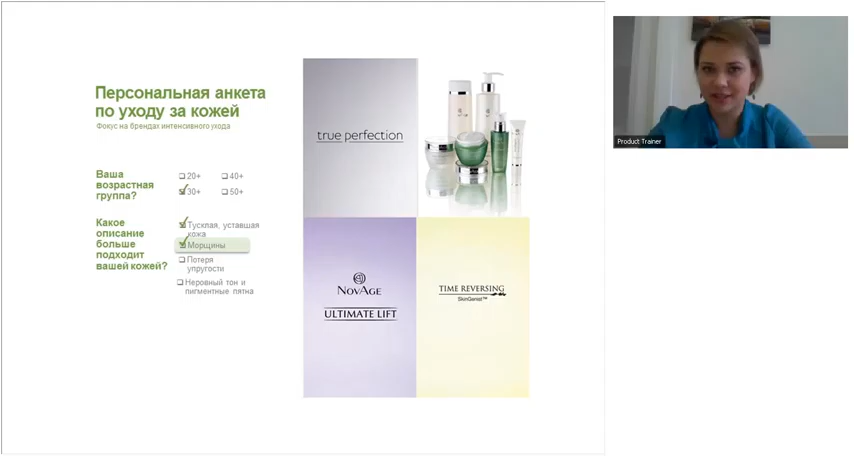 Персональная анкета
по уходу за кожей
Фокус на брендах интенсивного ухода
Ваша
возрастная
группа?
20+
40+
30+
50+
Какое
описание
больше
подходит
вашей кожей?
Тусклая, уставшая
кожа
Морщины
Потеря
упругости
Неровный тон и
пигментные пятна
true perfection
NOVAGE
ULTIMATE LIFT
TIME REVERSING
SkinGenist™
Product Trainer